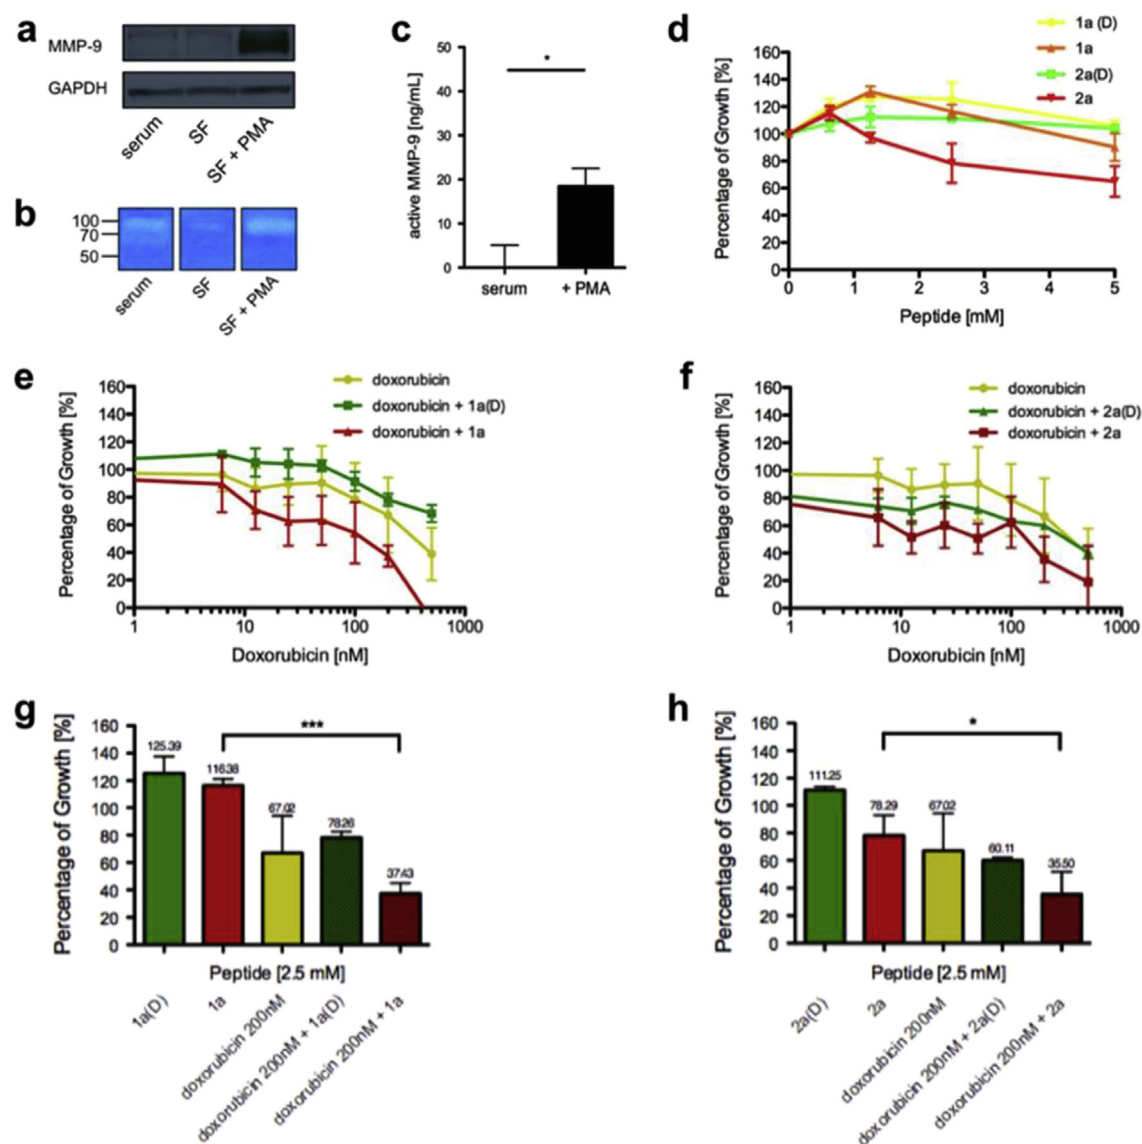 a
MMP-9
GAPDH
serum
SF
SF + PMA
b
100
70
50
serum
SF
SF + PMA
c
active MMP-9 [ng/mL]
50
40
30
20
10
0
*
serum
+ PMA
d
Percentage of Growth [%]
160
140
120
100
80
60
40
20
0
0 1 2 3 4 5
Peptide [mM]
1a (D)
1a
2a(D)
2a
e
Percentage of Growth [%]
160
140
120
100
80
60
40
20
0
1 10 100 1000
Doxorubicin [nM]
doxorubicin
doxorubicin + 1a(D)
doxorubicin + 1a
f
Percentage of Growth [%]
160
140
120
100
80
60
40
20
0
1 10 100 1000
Doxorubicin [nM]
doxorubicin
doxorubicin + 2a(D)
doxorubicin + 2a
g
Percentage of Growth [%]
160
140
120
100
80
60
40
20
0
125.39
116.38
67.02
78.26
37.43
***
Peptide [2.5 mM]
1a(D)
1a
doxorubicin 200nM
doxorubicin 200nM + 1a(D)
doxorubicin 200nM + 1a
h
Percentage of Growth [%]
160
140
120
100
80
60
40
20
0
111.25
78.29
67.02
60.11
35.50
*
Peptide [2.5 mM]
2a(D)
2a
doxorubicin 200nM
doxorubicin 200nM + 2a(D)
doxorubicin 200nM + 2a